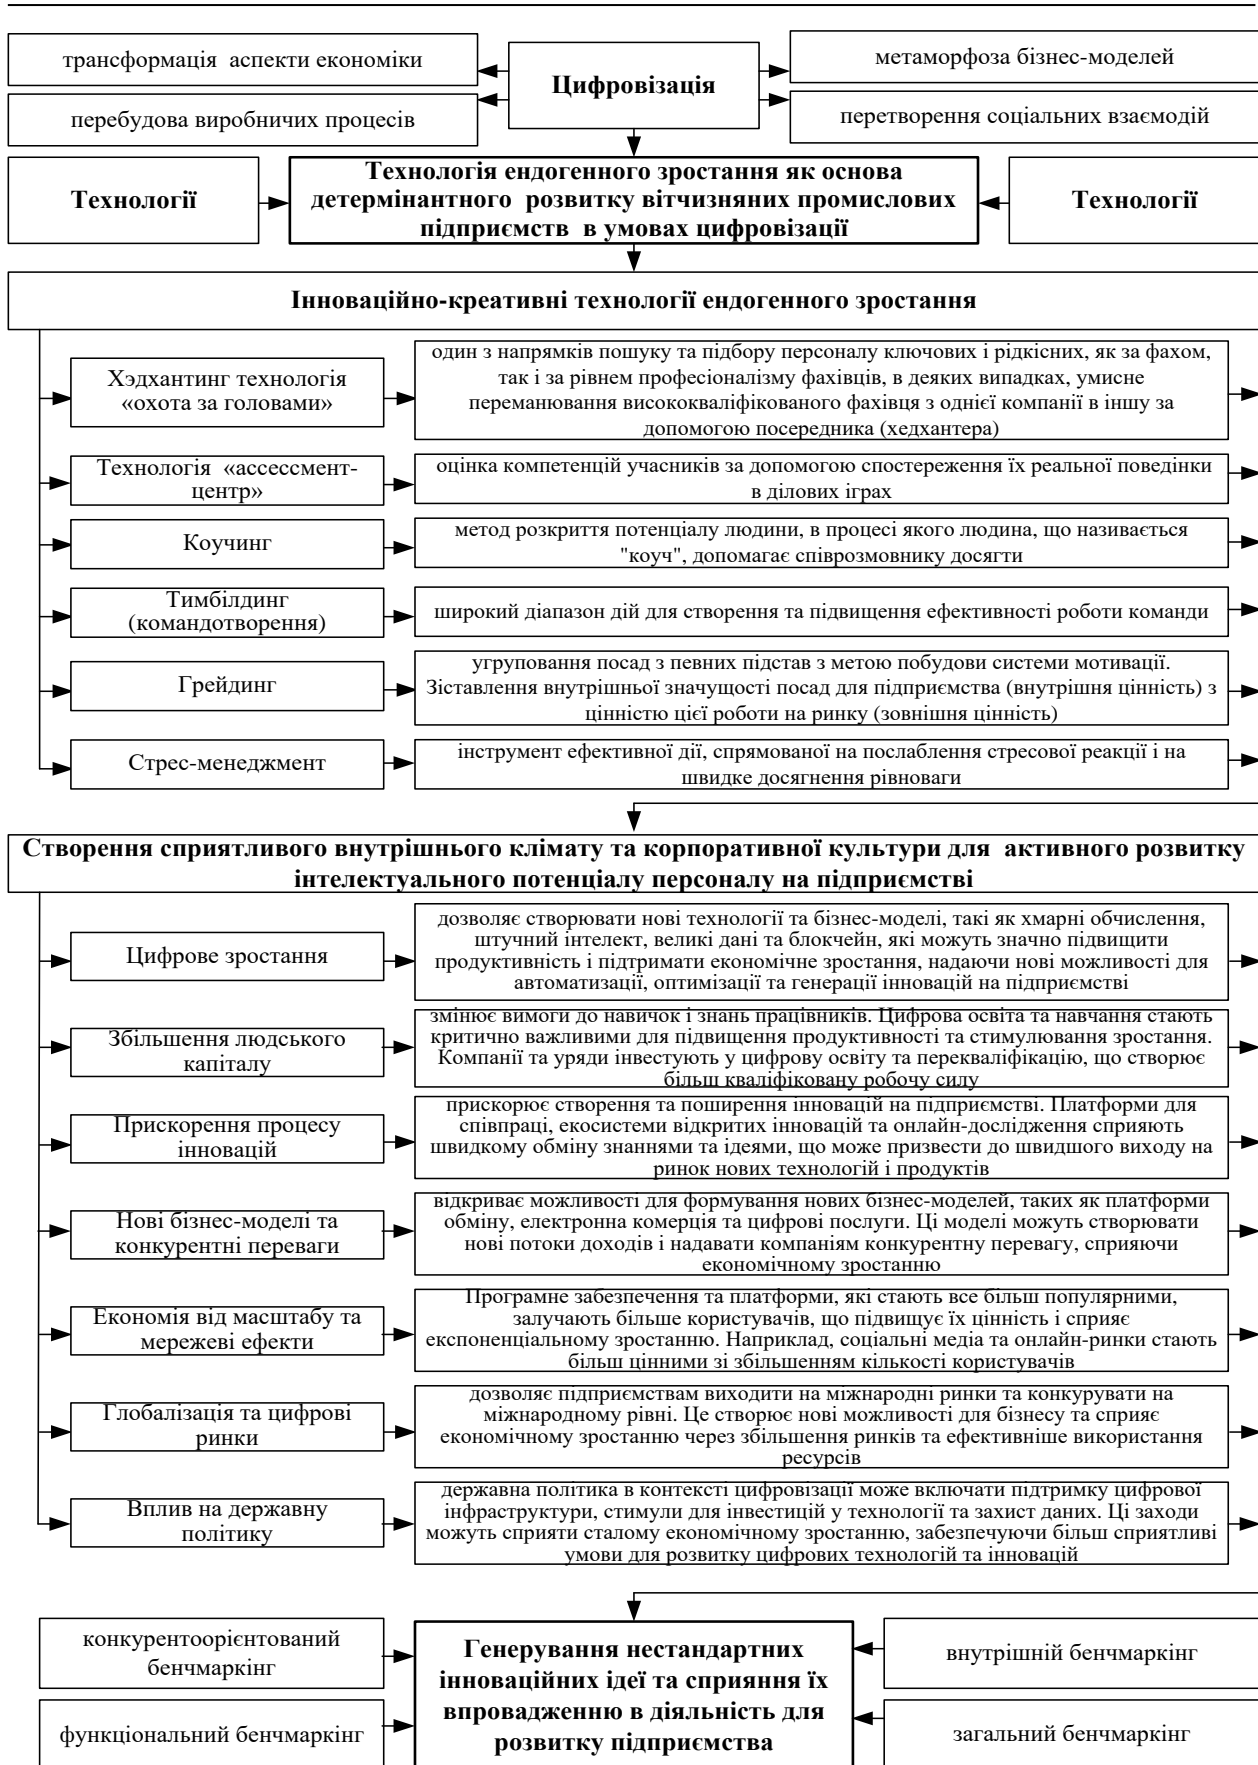 трансформація аспекти економіки
перебудова виробничих процесів
Цифровізація
метаморфоза бізнес-моделей
перетворення соціальних взаємодій
Технології
Технологія ендогенного зростання як основа
детермінантного розвитку вітчизняних промислових
підприємств в умовах цифровізації
Технології
Інноваційно-креативні технології ендогенного зростання
Хэдхантинг технологія
«охота за головами»
один з напрямків пошуку та підбору персоналу ключових і рідкісних, як за фахом,
так і за рівнем професіоналізму фахівців, в деяких випадках, умисне
переманювання висококваліфікованого фахівця з однієї компанії в іншу за
допомогою посередника (хедхантера)
Технологія «ассессмент-
центр»
оцінка компетенцій учасників за допомогою спостереження їх реальної поведінки
в ділових іграх
Коучинг
метод розкриття потенціалу людини, в процесі якого людина, що називається
"коуч", допомагає співрозмовнику досягти
Тимбілдинг
(командотворення)
широкий діапазон дій для створення та підвищення ефективності роботи команди
Грейдинг
угруповання посад з певних підстав з метою побудови системи мотивації.
Зіставлення внутрішньої значущості посад для підприємства (внутрішня цінність) з
цінністю цієї роботи на ринку (зовнішня цінність)
Стрес-менеджмент
інструмент ефективної дії, спрямованої на послаблення стресової реакції і на
швидке досягнення рівноваги
Створення сприятливого внутрішнього клімату та корпоративної культури для активного розвитку
інтелектуального потенціалу персоналу на підприємстві
Цифрове зростання
дозволяє створювати нові технології та бізнес-моделі, такі як хмарні обчислення,
штучний інтелект, великі дані та блокчейн, які можуть значно підвищити
продуктивність і підтримати економічне зростання, надаючи нові можливості для
автоматизації, оптимізації та генерації інновацій на підприємстві
Збільшення людського
капіталу
змінює вимоги до навичок і знань працівників. Цифрова освіта та навчання стають
критично важливими для підвищення продуктивності та стимулювання зростання.
Компанії та уряди інвестують у цифрову освіту та перекваліфікацію, що створює
більш кваліфіковану робочу силу
Прискорення процесу
інновацій
прискорює створення та поширення інновацій на підприємстві. Платформи для
співпраці, екосистеми відкритих інновацій та онлайн-дослідження сприяють
швидкому обміну знаннями та ідеями, що може призвести до швидшого виходу на
ринок нових технологій і продуктів
Нові бізнес-моделі та
конкурентні переваги
відкриває можливості для формування нових бізнес-моделей, таких як платформи
обміну, електронна комерція та цифрові послуги. Ці моделі можуть створювати
нові потоки доходів і надавати компаніям конкурентну перевагу, сприяючи
економічному зростанню
Економія від масштабу та
мережеві ефекти
Програмне забезпечення та платформи, які стають все більш популярними,
залучають більше користувачів, що підвищує їх цінність і сприяє
експоненціальному зростанню. Наприклад, соціальні медіа та онлайн-ринки стають
більш цінними зі збільшенням кількості користувачів
Глобалізація та цифрові
ринки
дозволяє підприємствам виходити на міжнародні ринки та конкурувати на
міжнародному рівні. Це створює нові можливості для бізнесу та сприяє
економічному зростанню через збільшення ринків та ефективніше використання
ресурсів
Вплив на державну
політику
державна політика в контексті цифровізації може включати підтримку цифрової
інфраструктури, стимули для інвестицій у технології та захист даних. Ці заходи
можуть сприяти сталому економічному зростанню, забезпечуючи більш сприятливі
умови для розвитку цифрових технологій та інновацій
конкурентоорієнтований
бенчмаркінг
функціональний бенчмаркінг
Генерування нестандартних
інноваційних ідеї та сприяння їх
впровадженню в діяльність для
розвитку підприємства
внутрішній бенчмаркінг
загальний бенчмаркінг